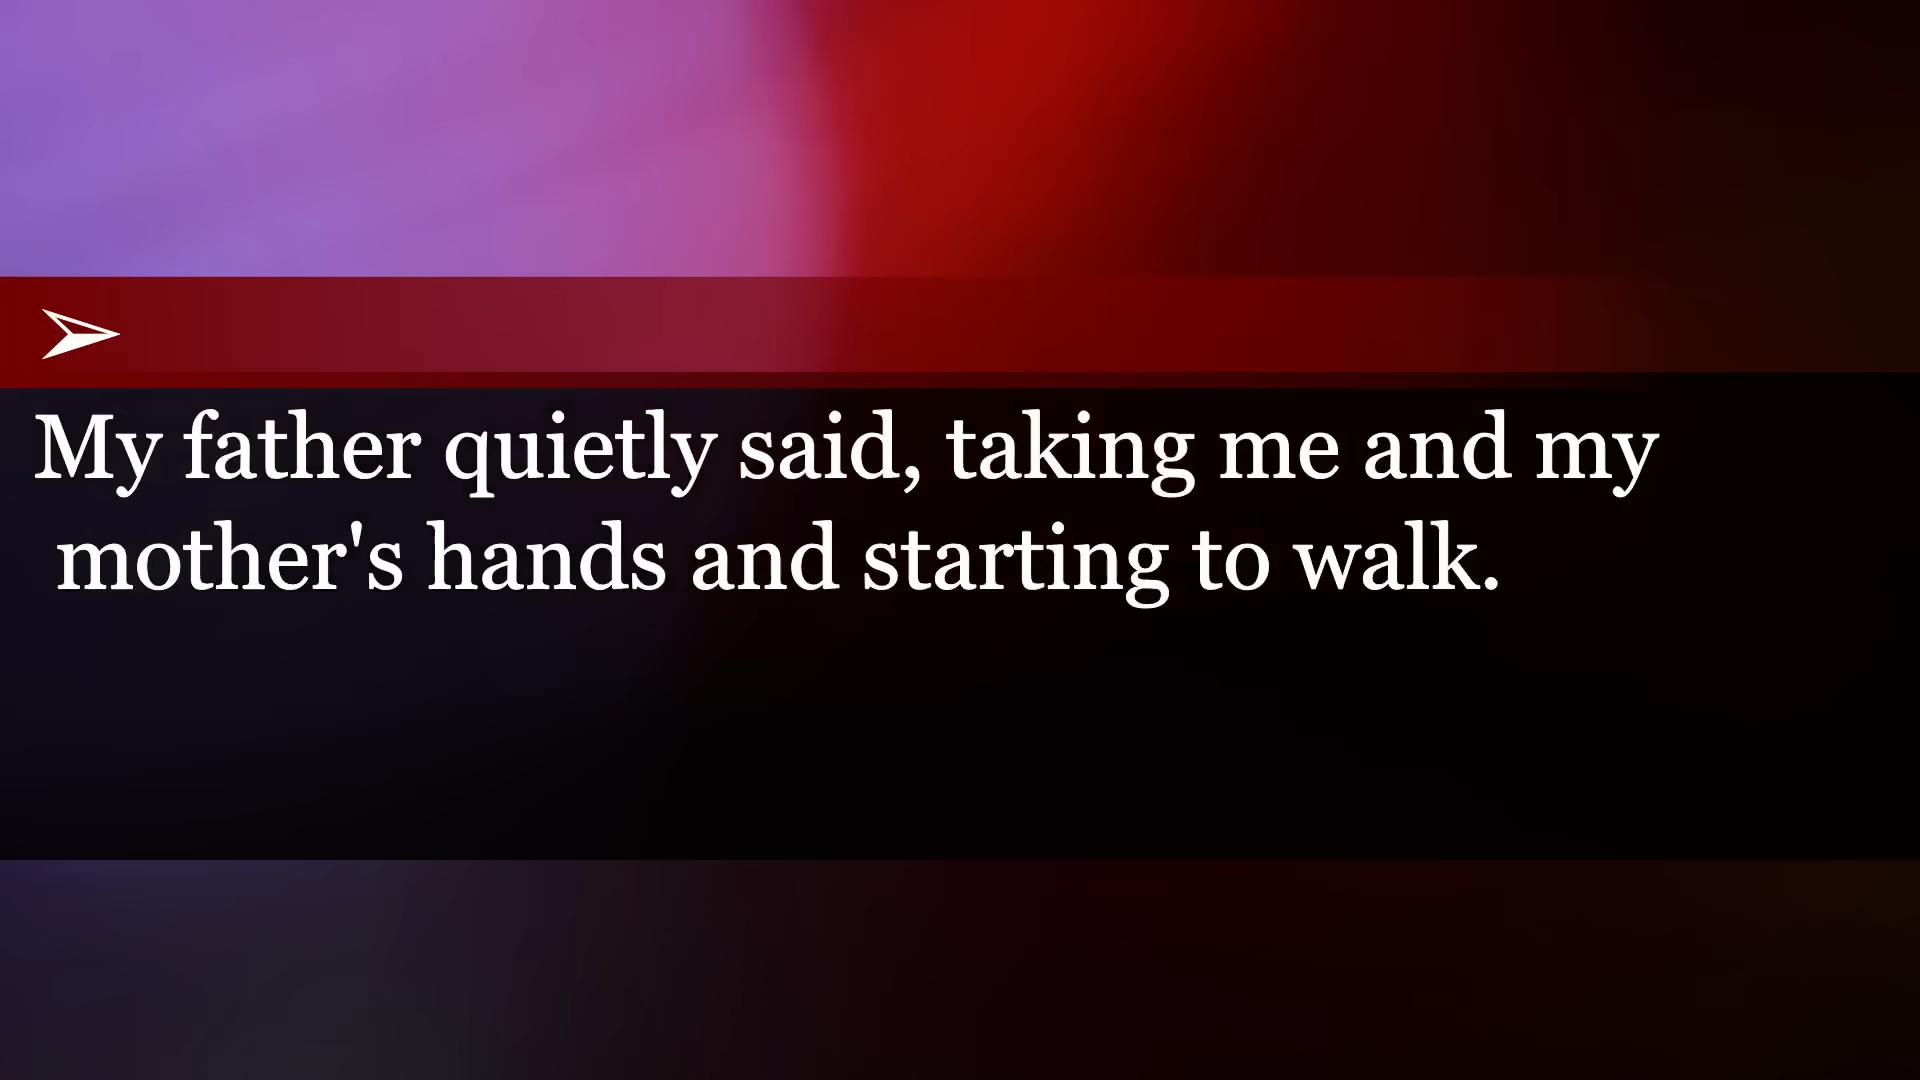 My father quietly said, taking me and my
mother's hands and starting to walk.